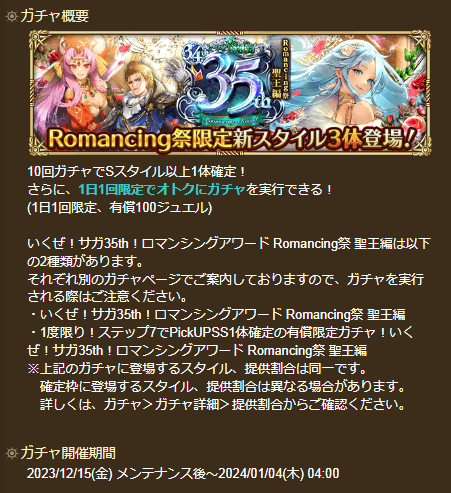 ガチャ概要
35th
Romancing祭
聖王編
Romancing祭限定新スタイル3体登場!
10回ガチャでSスタイル以上1体確定!
さらに、1日1回限定でオトクにガチャを実行できる!
(1日1回限定、有償100ジュエル)
いくぜ!サガ35th!ロマンシングアワード Romancing祭 聖王編は以下
の2種類があります。
それぞれ別のガチャページでご案内しておりますので、ガチャを実行
される際はご注意ください。
・いくぜ!サガ35th!ロマンシングアワード Romancing祭 聖王編
・1度限り!ステップ7でPickUPSS1体確定の有償限定ガチャ!いく
ぜ!サガ35th!ロマンシングアワード Romancing祭 聖王編
※上記のガチャに登場するスタイル、提供割合は同一です。
確定枠に登場するスタイル、提供割合は異なる場合があります。
詳しくは、ガチャ＞ガチャ詳細＞提供割合からご確認ください。
ガチャ開催期間
2023/12/15(金) メンテナンス後～2024/01/04(木) 04:00